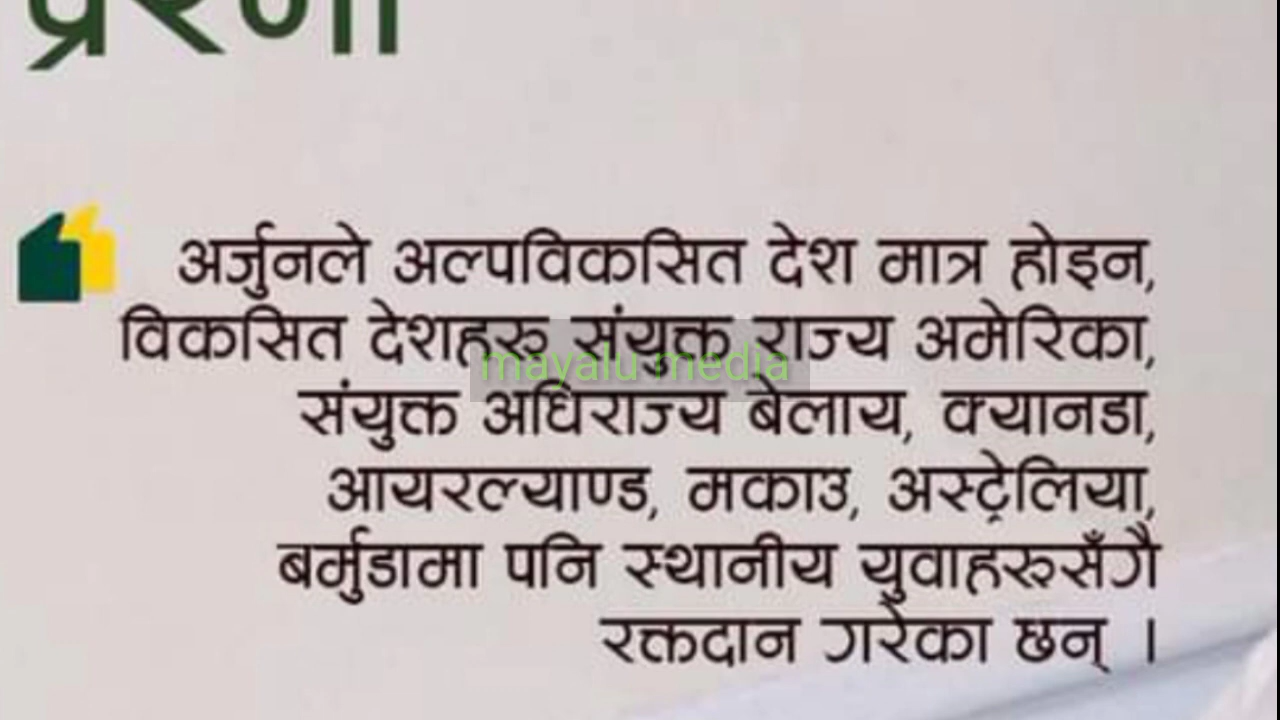 प्रेरणा
अर्जुनले अल्पविकसित देश मात्र होइन,
विकसित देशहरु संयुक्त राज्य अमेरिका,
mayalu media
संयुक्त अधिराज्य बेलाय, क्यानडा,
आयरल्याण्ड, मकाउ, अस्ट्रेलिया,
बर्मुडामा पनि स्थानीय युवाहरुसँगै
रक्तदान गरेका छन् ।